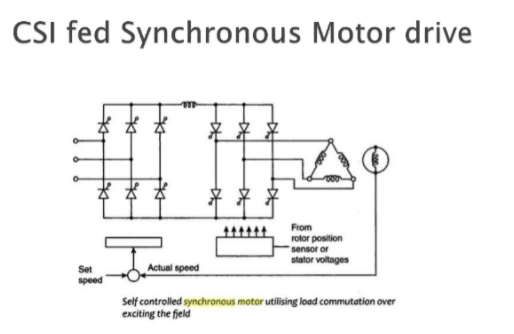 CSI fed Synchronous Motor drive
From
rotor position
sensor or
stator voltages
Set
speed
Actual speed
Self controlled synchronous motor utilising load commutation over
exciting the field